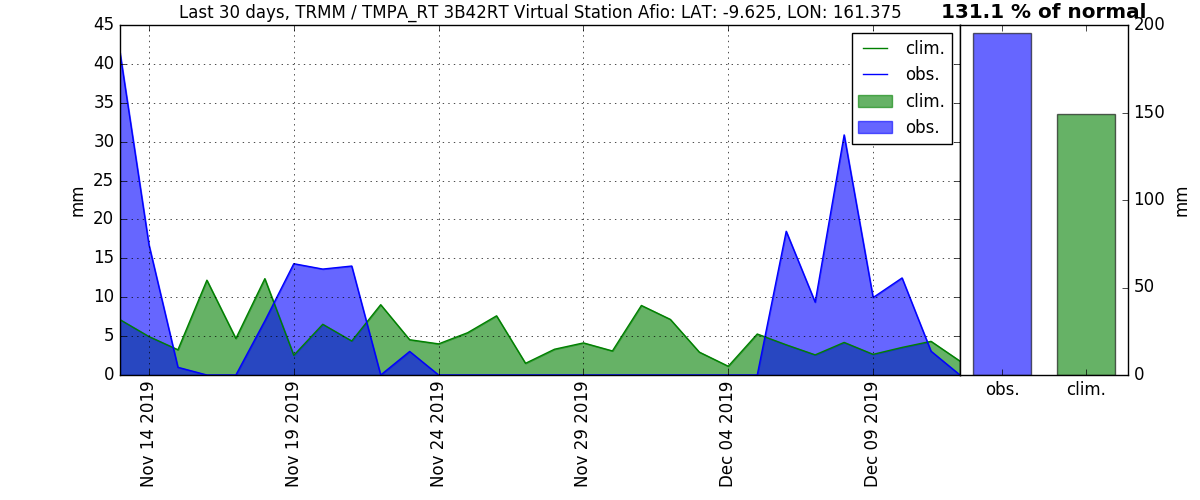 Last 30 days, TRMM / TMPA_RT 3B42RT Virtual Station Afio: LAT: -9.625, LON: 161.375
131.1 % of normal
45
40
35
30
25
20
15
10
5
0
mm
clim.
obs.
clim.
obs.
200
150
100
50
0
mm
obs.
clim.
Nov 14 2019
Nov 19 2019
Nov 24 2019
Nov 29 2019
Dec 04 2019
Dec 09 2019